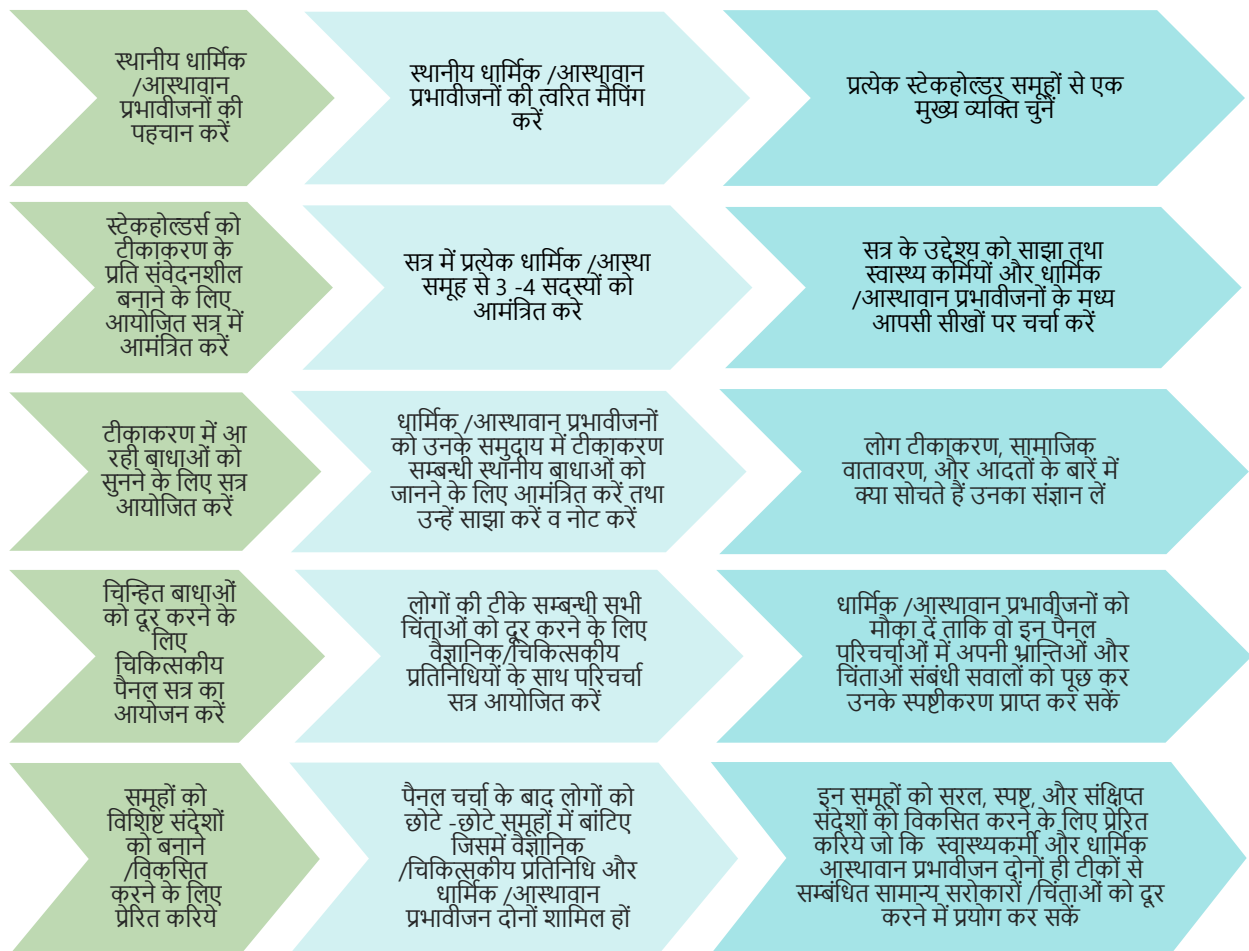 स्थानीय धार्मिक
/आस्थावान
प्रभावीजनों की
पहचान करें
स्थानीय धार्मिक /आस्थावान
प्रभावीजनों की त्वरित मैपिंग
करें
प्रत्येक स्टेकहोल्डर समूहों से एक
मुख्य व्यक्ति चुनें
स्टेकहोल्डर्स को
टीकाकरण के
प्रति संवेदनशील
बनाने के लिए
आयोजित सत्र में
आमंत्रित करें
सत्र में प्रत्येक धार्मिक /आस्था
समूह से 3 -4 सदस्यों को
आमंत्रित करे
सत्र के उद्देश्य को साझा तथा
स्वास्थ्य कर्मियों और धार्मिक
/आस्थावान प्रभावीजनों के मध्य
आपसी सीखों पर चर्चा करें
टीकाकरण में आ
रही बाधाओं को
सुनने के लिए सत्र
आयोजित करें
धार्मिक /आस्थावान प्रभावीजनों
को उनके समुदाय में टीकाकरण
सम्बन्धी स्थानीय बाधाओं को
जानने के लिए आमंत्रित करें तथा
उन्हें साझा करें व नोट करें
लोग टीकाकरण, सामाजिक
वातावरण, और आदतों के बारें में
क्या सोचते हैं उनका संज्ञान लें
चिन्हित बाधाओं
को दूर करने के
लिए
चिकित्सकीय
पैनल सत्र का
आयोजन करें
लोगों की टीके सम्बन्धी सभी
चिंताओं को दूर करने के लिए
वैज्ञानिक/चिकित्सकीय
प्रतिनिधियों के साथ परिचर्चा
सत्र आयोजित करें
धार्मिक /आस्थावान प्रभावीजनों को
मौका दें ताकि वो इन पैनल
परिचर्चाओं में अपनी भ्रान्तिओं और
चिंताओं संबंधी सवालों को पूछ कर
उनके स्पष्टीकरण प्राप्त कर सकें
समूहों को
विशिष्ट संदेशों
को बनाने
/विकसित
करने के लिए
प्रेरित करिये
पैनल चर्चा के बाद लोगों को
छोटे -छोटे समूहों में बांटिए
जिसमें वैज्ञानिक
/चिकित्सकीय प्रतिनिधि और
धार्मिक /आस्थावान
प्रभावीजन दोनों शामिल हों
इन समूहों को सरल, स्पष्ट, और संक्षिप्त
संदेशों को विकसित करने के लिए प्रेरित
करिये जो कि स्वास्थ्यकर्मी और धार्मिक
आस्थावान प्रभावीजन दोनों ही टीकों से
सम्बंधित सामान्य सरोकारों /चिंताओं को दूर
करने में प्रयोग कर सकें